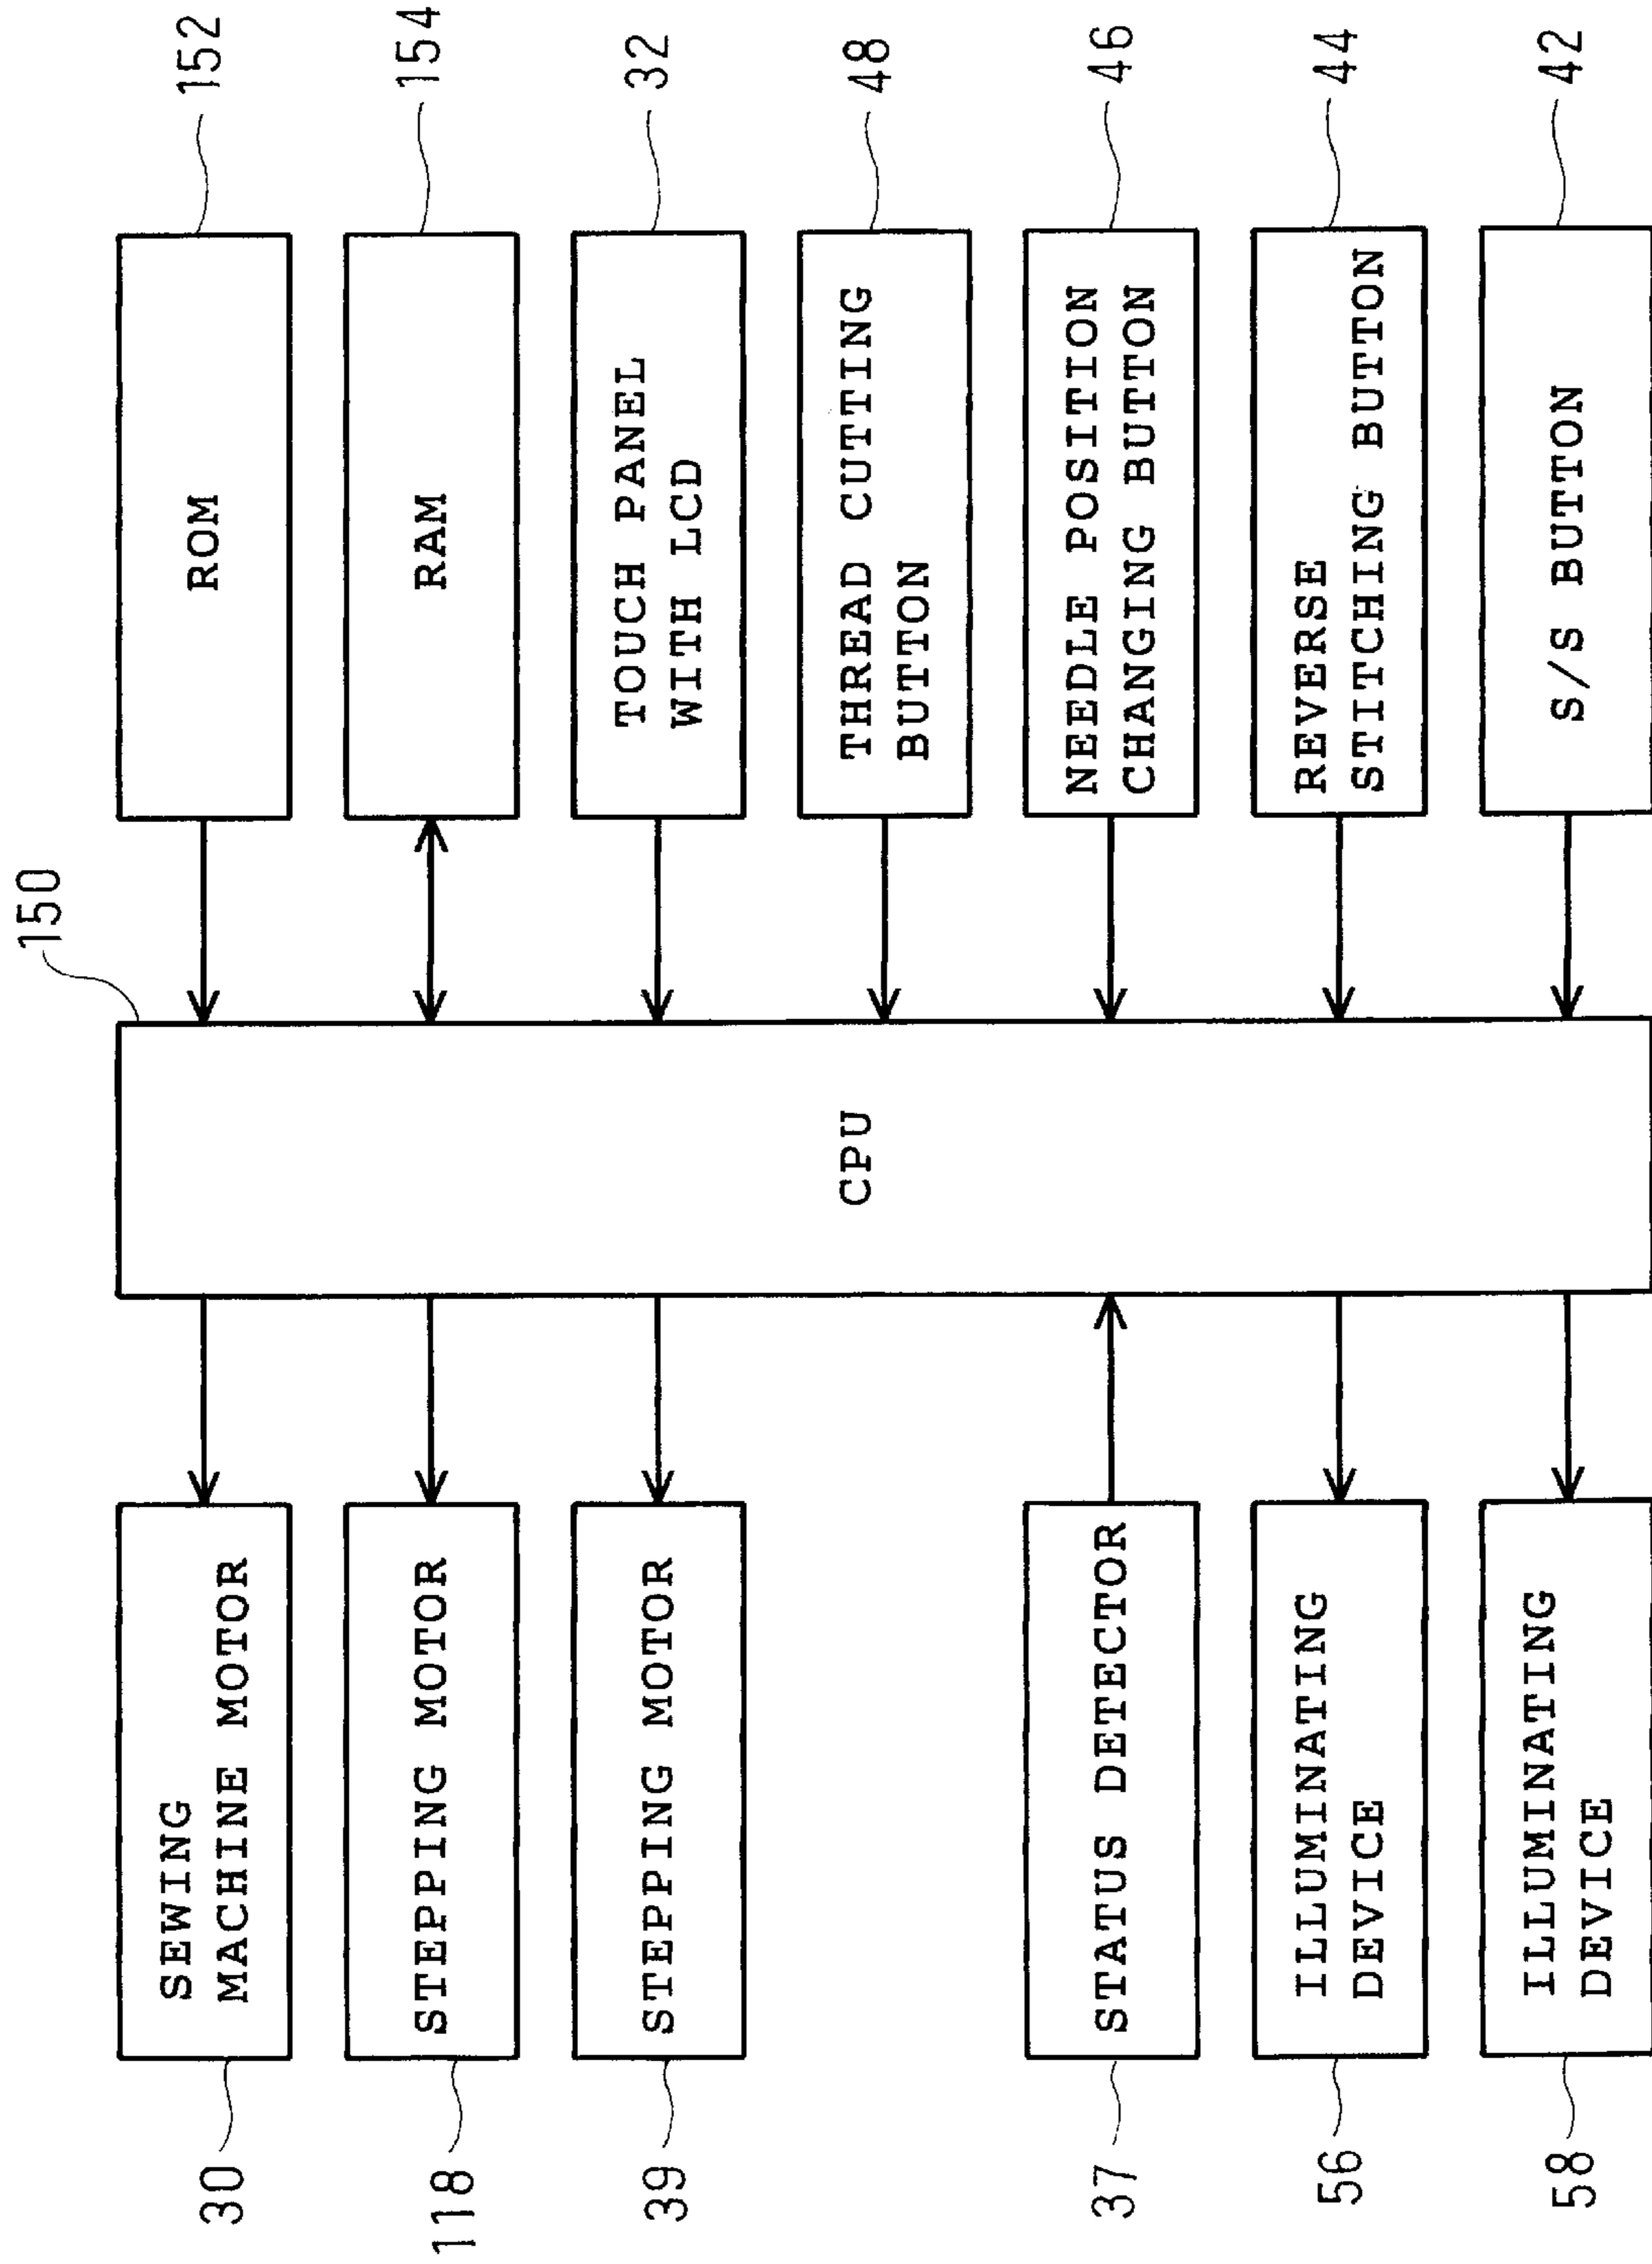 150
30
SEWING
MACHINE MOTOR
118
STEPPING MOTOR
39
STEPPING MOTOR
37
STATUS DETECTOR
56
ILLUMINATING
DEVICE
58
ILLUMINATING
DEVICE
CPU
ROM
152
RAM
154
TOUCH PANEL
WITH LCD
32
THREAD CUTTING
BUTTON
48
NEEDLE POSITION
CHANGING BUTTON
46
REVERSE
STITCHING BUTTON
44
S/S BUTTON
42